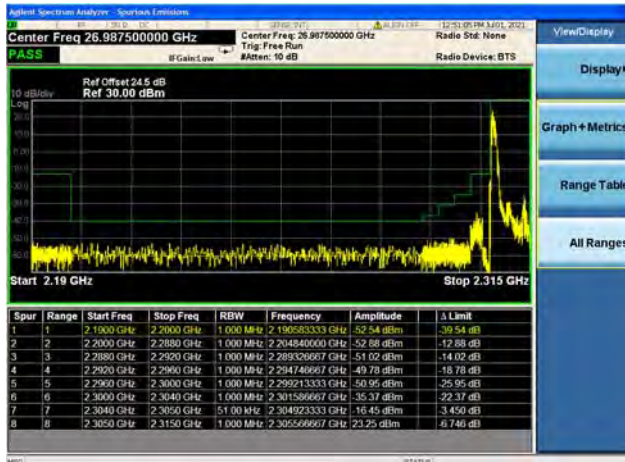 Agilent Spectrum Analyzer - Spurious Emissions
12:51:05 PM Jul 01, 2021
Center Freq 26.987500000 GHz
Center Freq: 26.987500000 GHz
Radio Std: None
Trig: Free Run
PASS
IFGain:Low
#Atten: 10 dB
Radio Device: BTS
Ref Offset 24.5 dB
10 dB/div
Ref 30.00 dBm
Log
Start 2.19 GHz
Stop 2.315 GHz
Spur Range Start Freq Stop Freq RBW Frequency Amplitude Δ Limit
1 1 2.1900 GHz 2.2000 GHz 1.000 MHz 2.190583333 GHz -52.54 dBm -39.54 dB
2 2 2.2000 GHz 2.2880 GHz 1.000 MHz 2.204840000 GHz -52.88 dBm -12.88 dB
3 3 2.2880 GHz 2.2920 GHz 1.000 MHz 2.289326667 GHz -51.02 dBm -14.02 dB
4 4 2.2920 GHz 2.2960 GHz 1.000 MHz 2.294746667 GHz -49.78 dBm -18.78 dB
5 5 2.2960 GHz 2.3000 GHz 1.000 MHz 2.299213333 GHz -50.95 dBm -25.95 dB
6 6 2.3000 GHz 2.3040 GHz 1.000 MHz 2.301586667 GHz -35.37 dBm -22.37 dB
7 7 2.3040 GHz 2.3050 GHz 51.00 kHz 2.304923333 GHz -16.45 dBm -3.450 dB
8 8 2.3050 GHz 2.3150 GHz 1.000 MHz 2.305566667 GHz 23.25 dBm -6.746 dB
View/Display
Display
Graph+Metrics
Range Table
All Ranges
MSG
STATUS